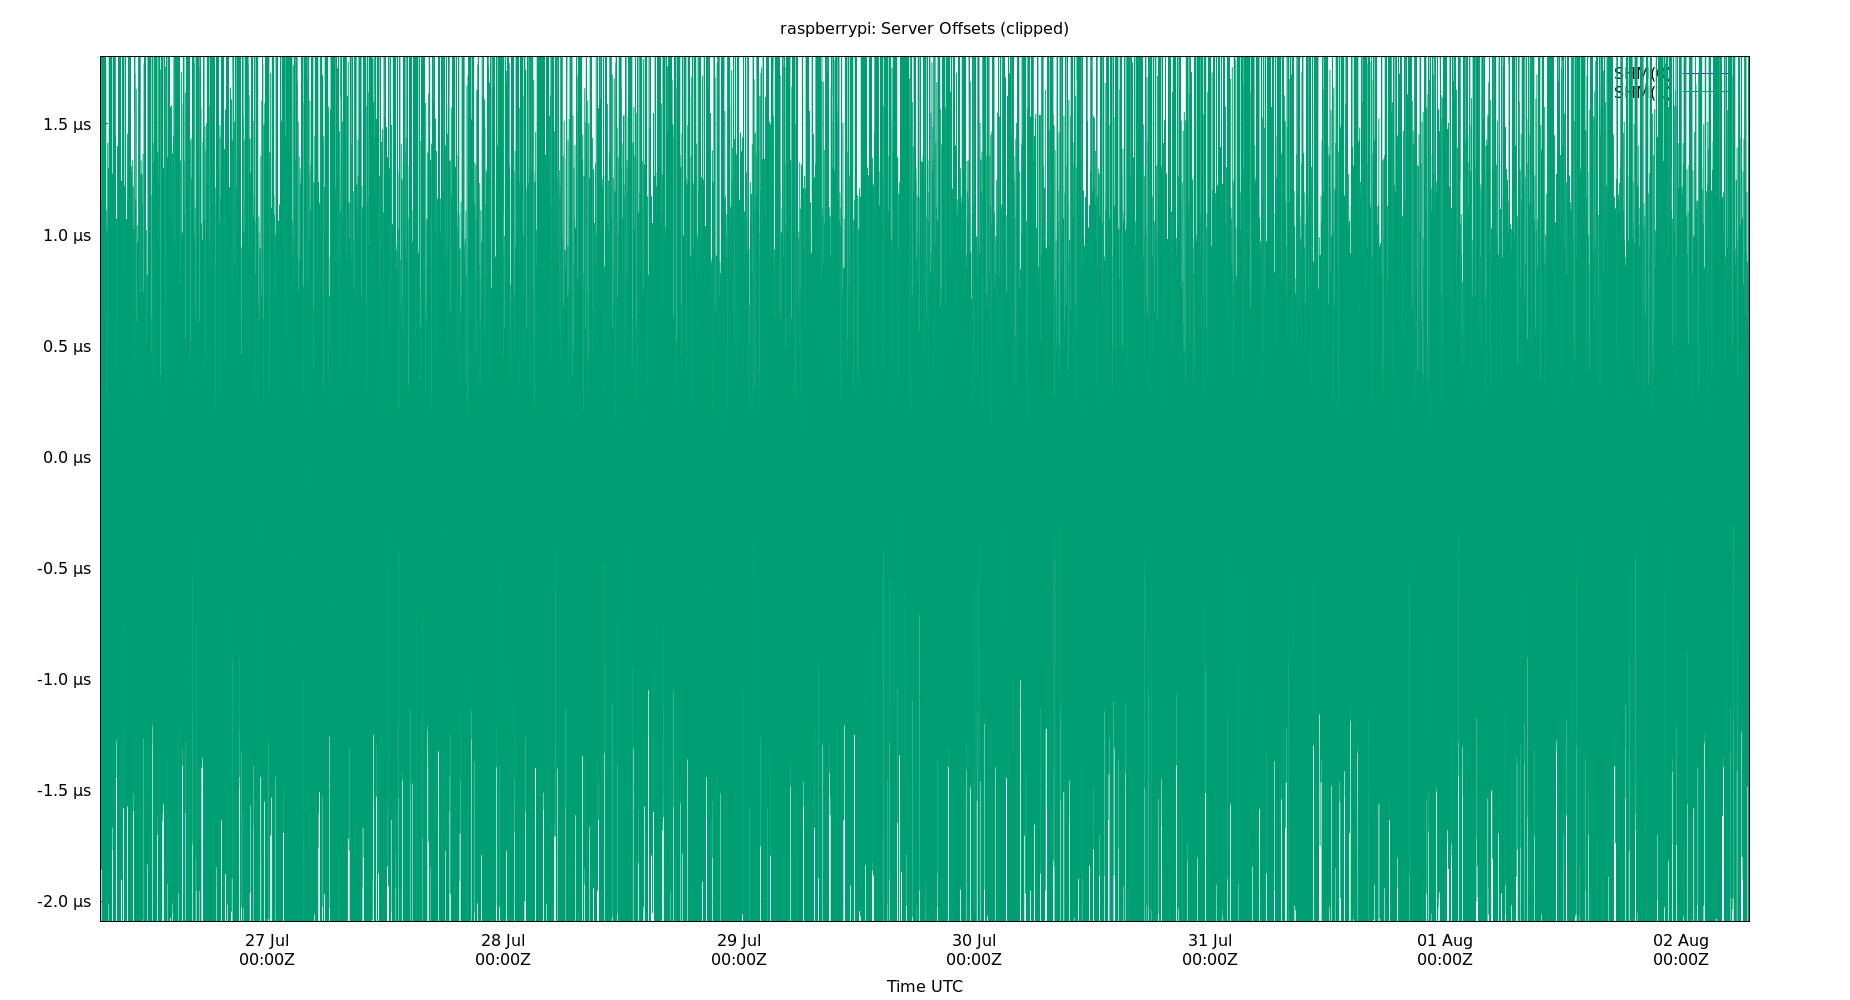 raspberrypi: Server Offsets (clipped)
SHM(
SHM(
1.5 µs
1.0 µs
0.5 µs
0.0 µs
-0.5 µs
-1.0 µs
-1.5 µs
-2.0 µs
27 Jul 28 Jul 29 Jul 30 Jul 31 Jul 01 Aug 02 Aug
00:00Z 00:00Z 00:00Z 00:00Z 00:00Z 00:00Z 00:00Z
Time UTC